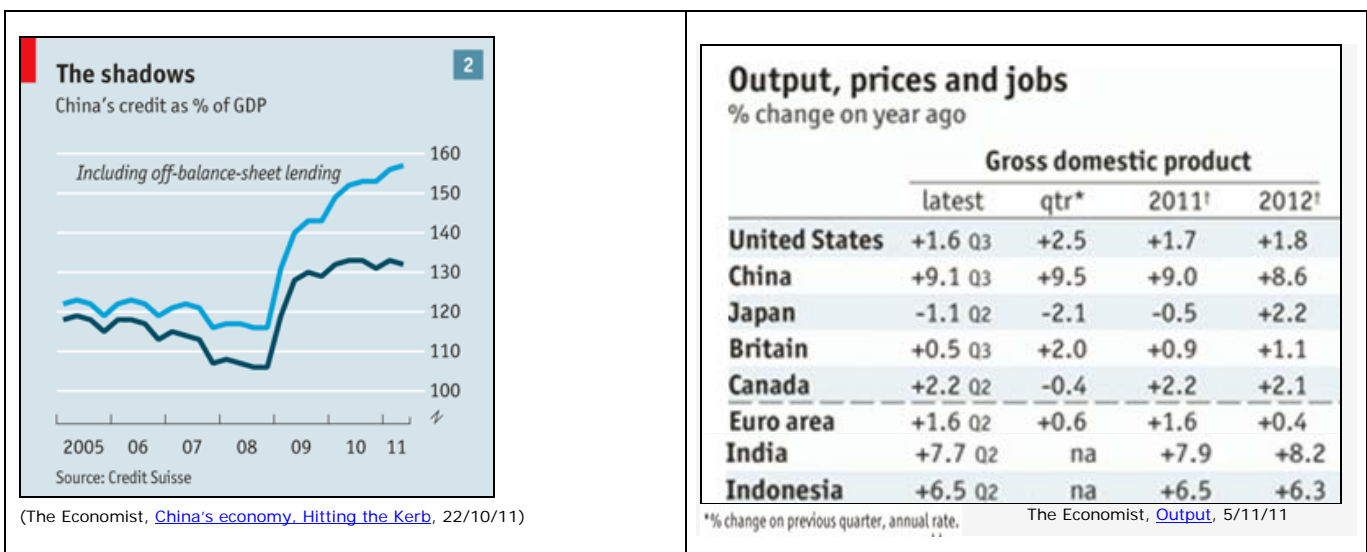 The shadows
2
China's credit as % of GDP
Including off-balance-sheet lending
160
150
140
130
120
110
100
2005 06 07 08 09 10 11
Source: Credit Suisse
(The Economist, China's economy, Hitting the Kerb, 22/10/11)
Output, prices and jobs
% change on year ago
Gross domestic product
latest qtr* 2011† 2012†
United States +1.6 Q3 +2.5 +1.7 +1.8
China +9.1 Q3 +9.5 +9.0 +8.6
Japan -1.1 Q2 -2.1 -0.5 +2.2
Britain +0.5 Q3 +2.0 +0.9 +1.1
Canada +2.2 Q2 -0.4 +2.2 +2.1
Euro area +1.6 Q2 +0.6 +1.6 +0.4
India +7.7 Q2 na +7.9 +8.2
Indonesia +6.5 Q2 na +6.5 +6.3
*% change on previous quarter, annual rate.
The Economist, Output, 5/11/11